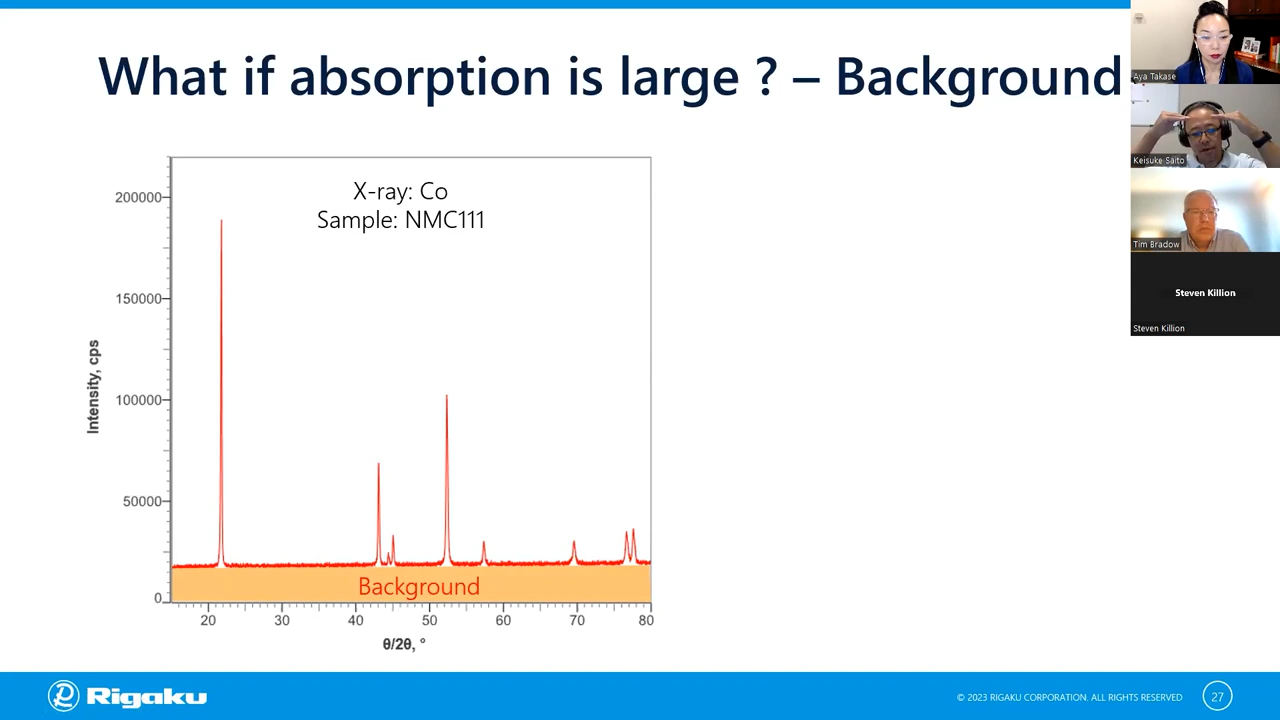 What if absorption is large ? – Background
Aya Takase
Keisuke Saito
Tim Bradow
Steven Killion
Steven Killion
X-ray: Co
Sample: NMC111
200000
150000
100000
50000
0
Intensity, cps
Background
20 30 40 50 60 70 80
θ/2θ, °
Rigaku
© 2023 RIGAKU CORPORATION. ALL RIGHTS RESERVED
27